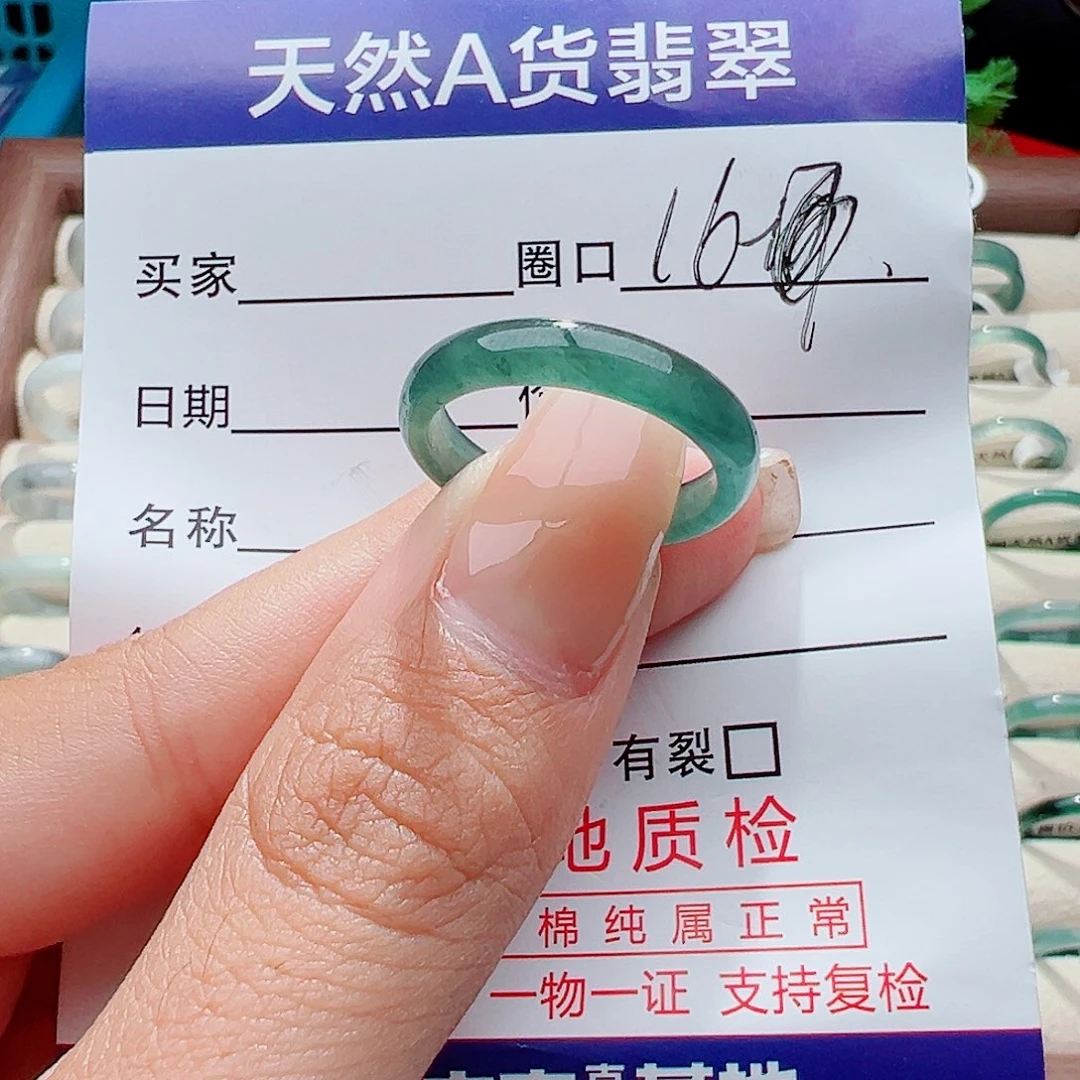 天然A货翡翠
买家 圈口 16
日期
名称
有裂□
地质检
棉纯属正常
一物一证 支持复检